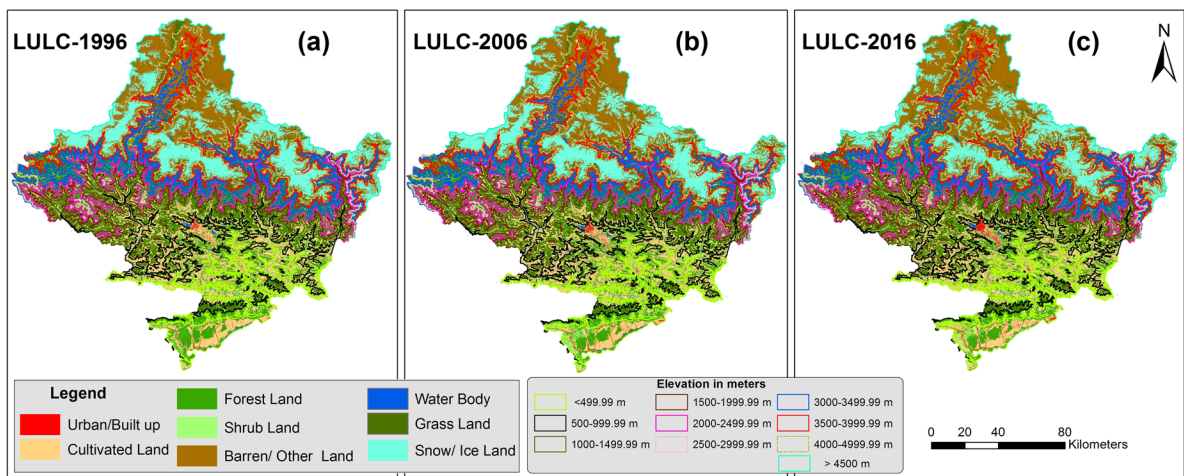 LULC-1996
(a)
LULC-2006
(b)
LULC-2016
(c)
N
Legend
Urban/Built up
Cultivated Land
Forest Land
Shrub Land
Barren/ Other Land
Water Body
Grass Land
Snow/ Ice Land
Elevation in meters
<499.99 m
500-999.99 m
1000-1499.99 m
1500-1999.99 m
2000-2499.99 m
2500-2999.99 m
3000-3499.99 m
3500-3999.99 m
4000-4999.99 m
> 4500 m
0 20 40 80
Kilometers